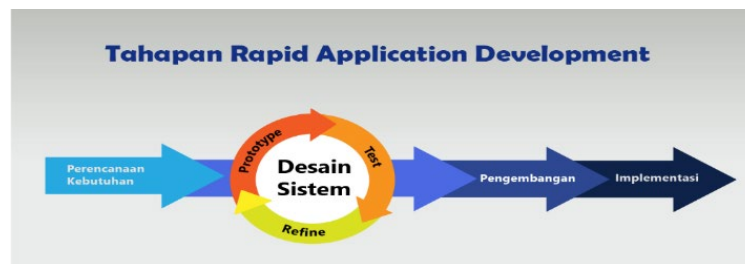 Tahapan Rapid Application Development
Perencanaan
Kebutuhan
Prototype
Test
Refine
Desain
Sistem
Pengembangan
Implementasi